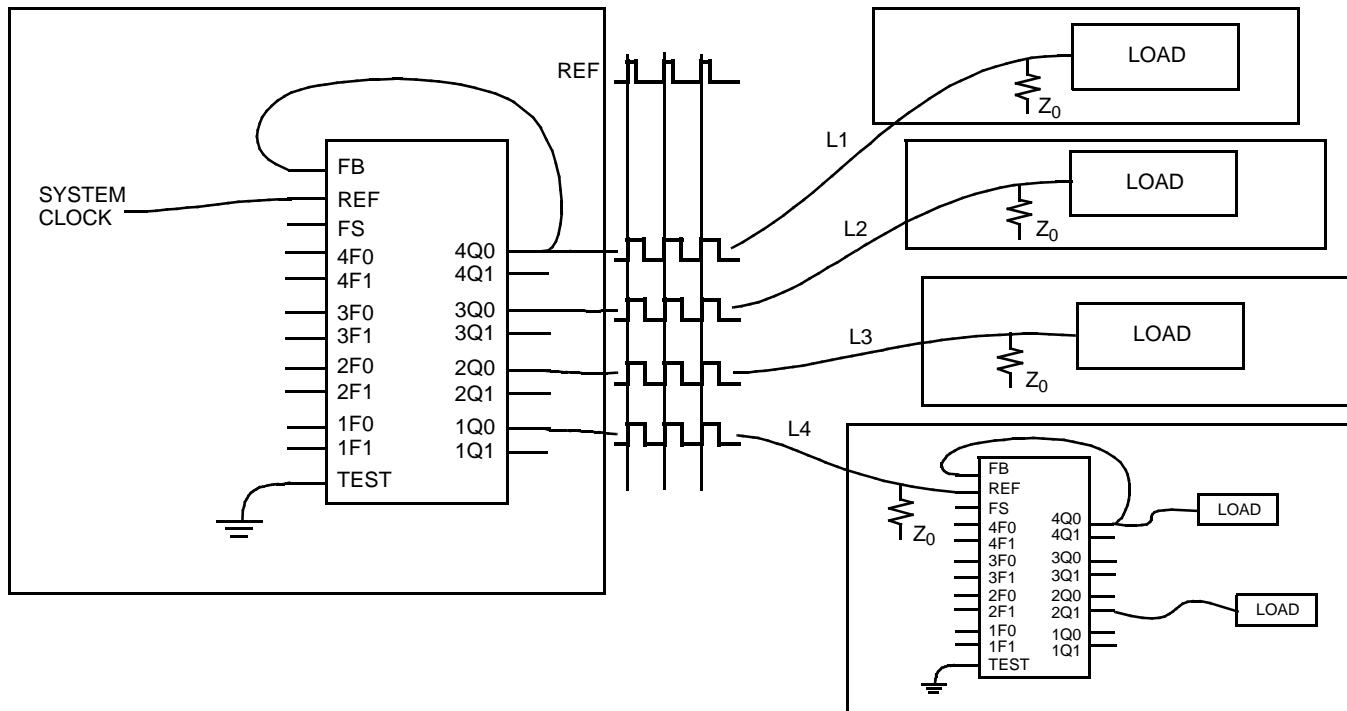 REF
SYSTEM
CLOCK
FB
REF
FS
4F0
4F1
3F0
3F1
2F0
2F1
1F0
1F1
TEST
4Q0
4Q1
3Q0
3Q1
2Q0
2Q1
1Q0
1Q1
L1
L2
L3
L4
LOAD
Z0
LOAD
Z0
LOAD
Z0
Z0
FB
REF
FS
4F0
4F1
3F0
3F1
2F0
2F1
1F0
1F1
TEST
4Q0
4Q1
3Q0
3Q1
2Q0
2Q1
1Q0
1Q1
LOAD
LOAD